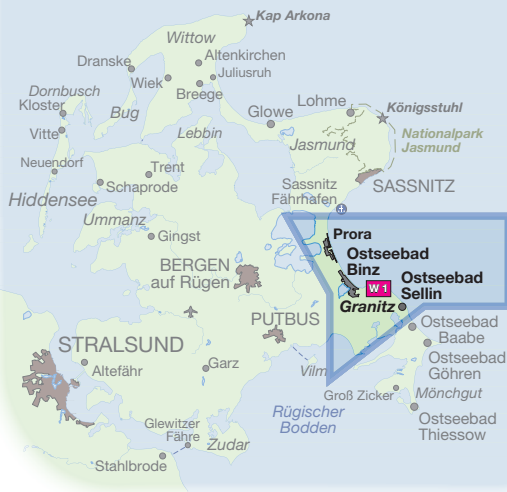 Kap Arkona
Wittow
Altenkirchen
Dranske
Juliusruh
Wiek
Breege
Dornbusch
Kloster
Bug
Lohme
Königsstuhl
Glowe
Vitte
Lebbin
Nationalpark
Jasmund
Jasmund
Neuendorf
Trent
Schaprode
Sassnitz
Fährhafen
SASSNITZ
Hiddensee
Ummanz
Gingst
Prora
Ostseebad
Binz
BERGEN
auf Rügen
W 1
Ostseebad
Sellin
Granitz
PUTBUS
Ostseebad
Baabe
STRALSUND
Altefähr
Garz
Vilm
Ostseebad
Göhren
Groß Zicker
Mönchgut
Rügischer
Bodden
Ostseebad
Thiessow
Glewitzer
Fähre
Zudar
Stahlbrode